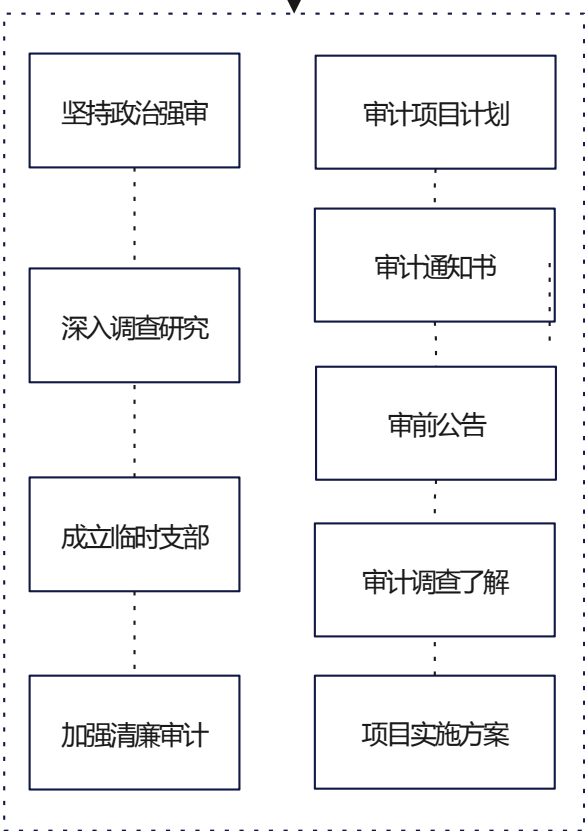 坚持政治强审
深入调查研究
成立临时支部
加强清廉审计
审计项目计划
审计通知书
审前公告
审计调查了解
项目实施方案